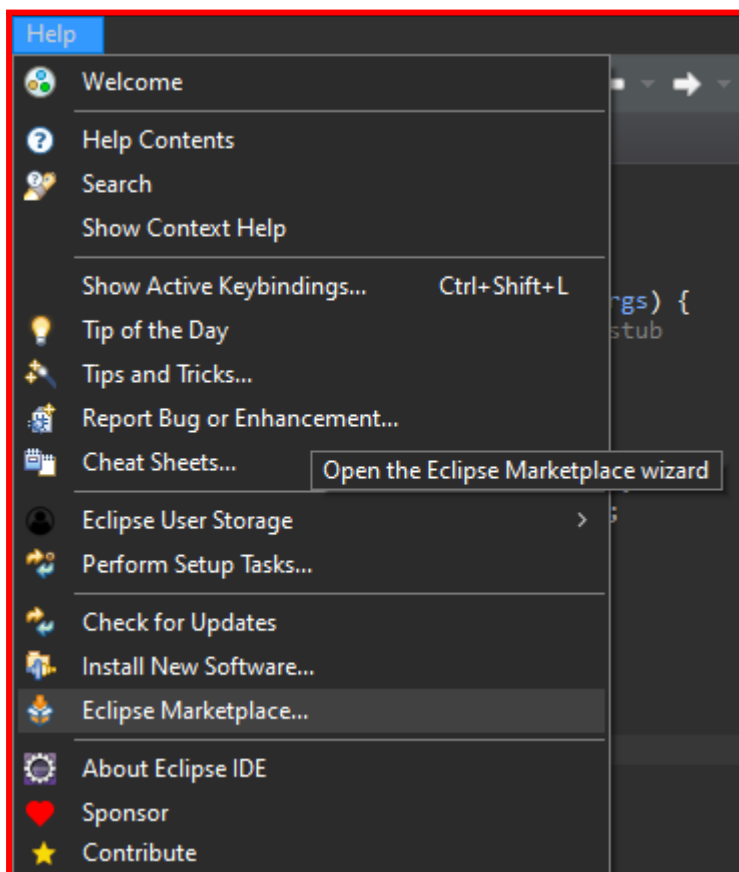 Help
Welcome
Help Contents
Search
Show Context Help
Show Active Keybindings... Ctrl+Shift+L
rgs) {
Tip of the Day
stub
Tips and Tricks...
Report Bug or Enhancement...
Cheat Sheets...
Open the Eclipse Marketplace wizard
Eclipse User Storage
;
Perform Setup Tasks...
Check for Updates
Install New Software...
Eclipse Marketplace...
About Eclipse IDE
Sponsor
Contribute